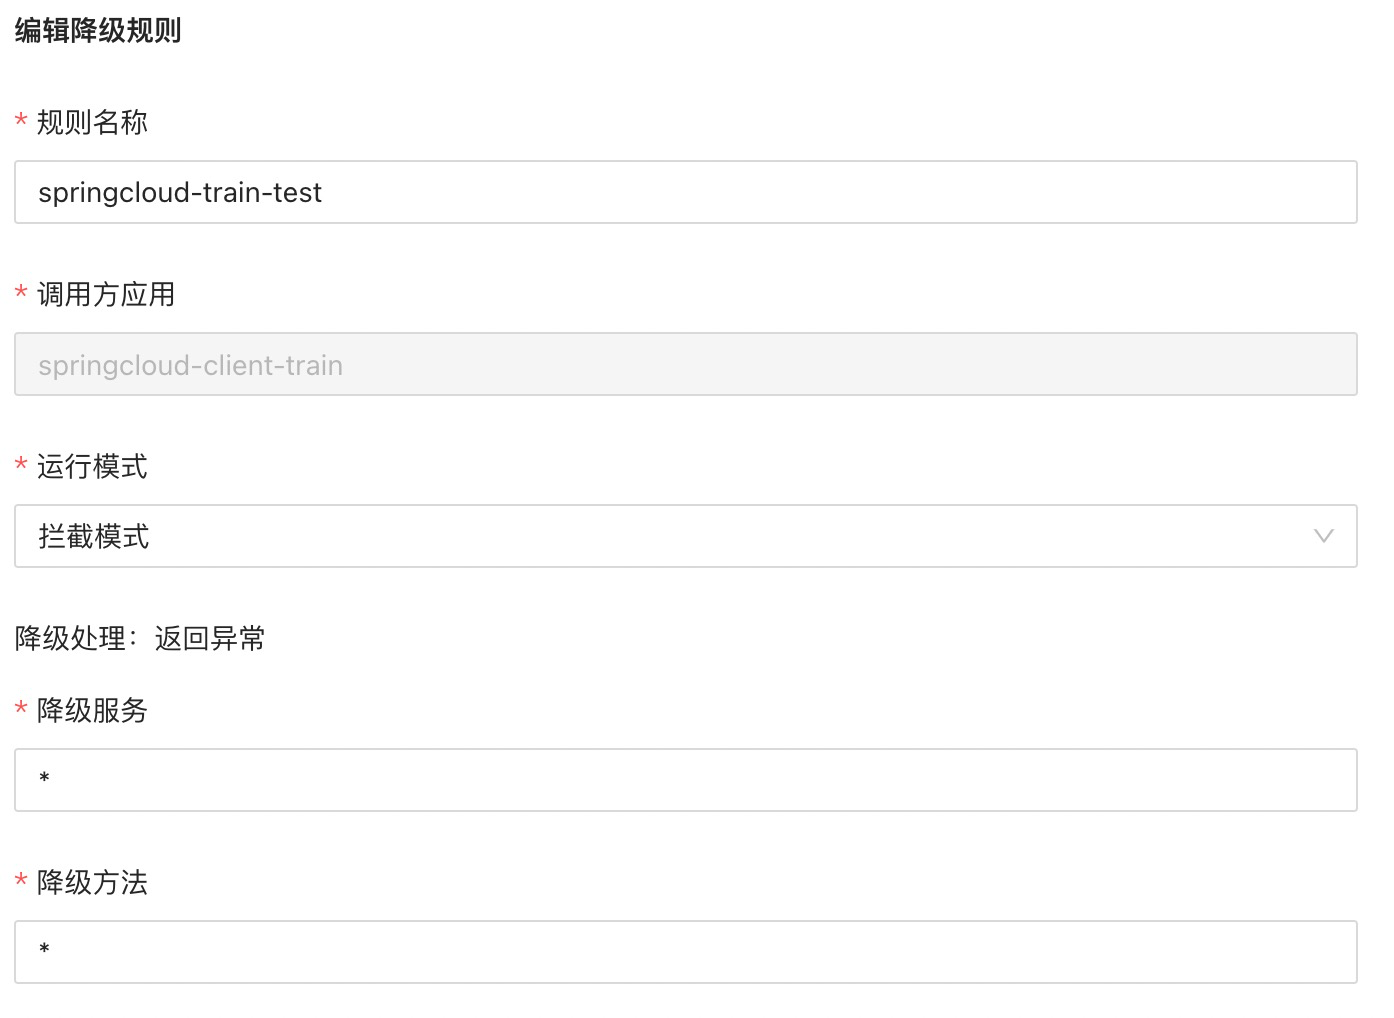 编辑降级规则
* 规则名称
springcloud-train-test
* 调用方应用
springcloud-client-train
* 运行模式
拦截模式
降级处理：返回异常
* 降级服务
*
* 降级方法
*